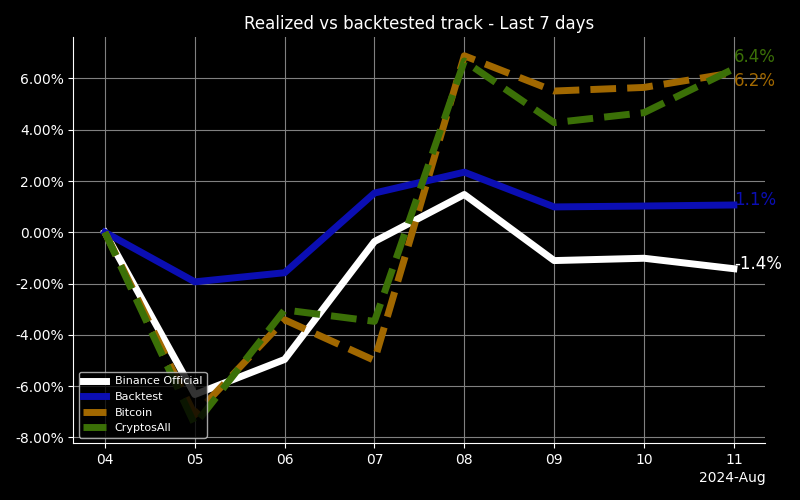 Realized vs backtested track - Last 7 days
6.00%
4.00%
2.00%
0.00%
-2.00%
-4.00%
-6.00%
-8.00%
6.4%
6.2%
1.1%
-1.4%
Binance Official
Backtest
Bitcoin
CryptosAll
04 05 06 07 08 09 10 11
2024-Aug